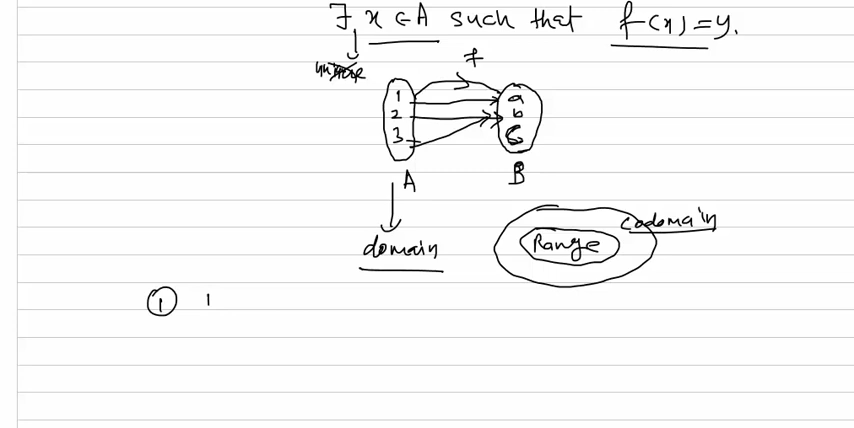 ∃ x ∈ A such that f(x) = y.
f
1 a
2 b
3
A B
codomain
Range
domain
① 1